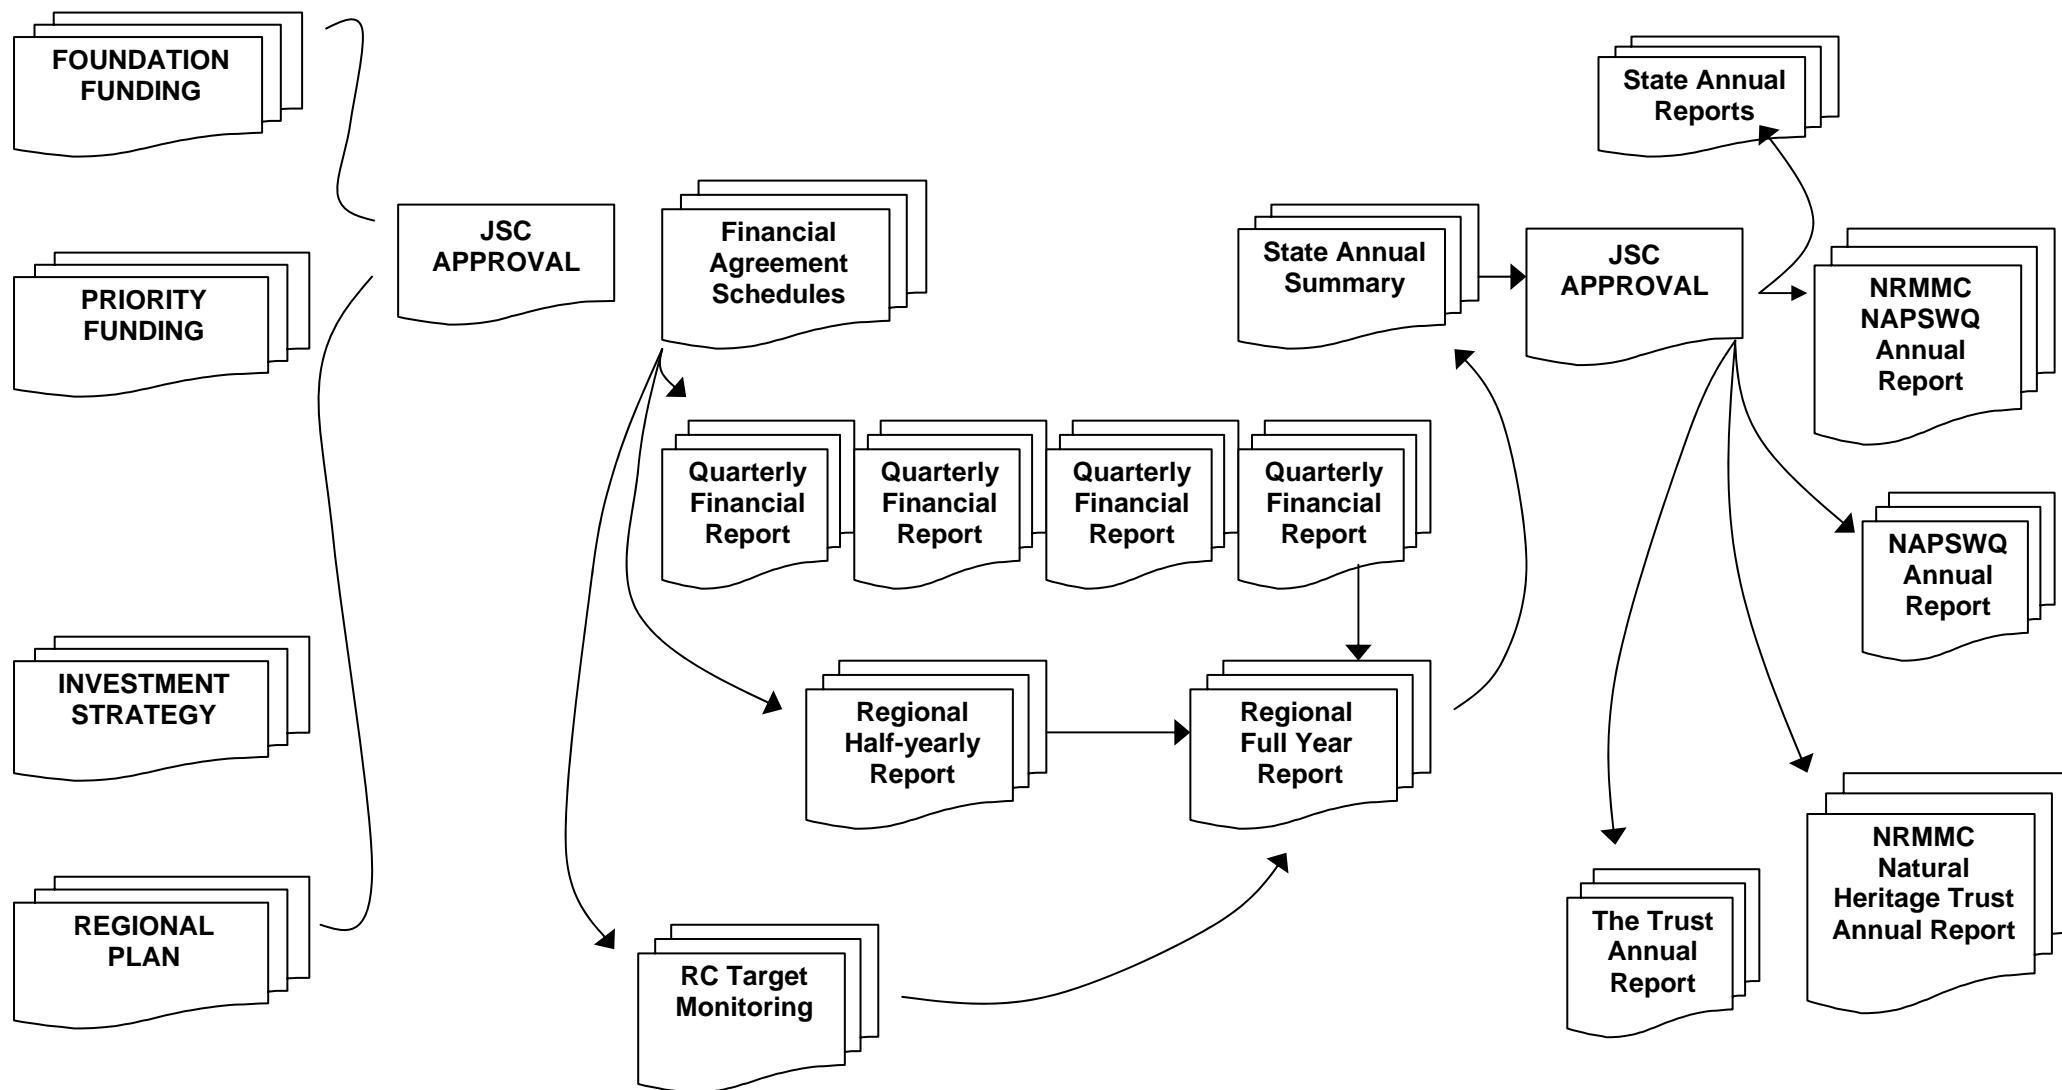 FOUNDATION
FUNDING
PRIORITY
FUNDING
INVESTMENT
STRATEGY
REGIONAL
PLAN
JSC
APPROVAL
Financial
Agreement
Schedules
Quarterly
Financial
Report
Quarterly
Financial
Report
Quarterly
Financial
Report
Quarterly
Financial
Report
Regional
Half-yearly
Report
Regional
Full Year
Report
RC Target
Monitoring
State Annual
Summary
JSC
APPROVAL
State Annual
Reports
NRMMC
NAPSWQ
Annual
Report
NAPSWQ
Annual
Report
NRMMC
Natural
Heritage Trust
Annual Report
The Trust
Annual
Report